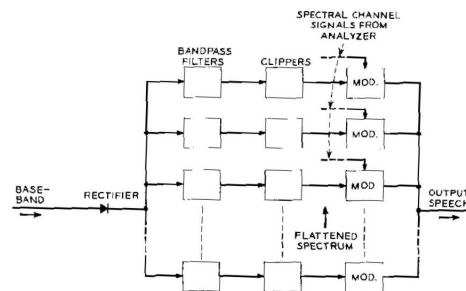 SPECTRAL CHANNEL
SIGNALS FROM
ANALYZER
BANDPASS
FILTERS
CLIPPERS
MOD.
MOD.
MOD
BASE-
BAND
RECTIFIER
OUTPUT
SPEECH
FLATTENED
SPECTRUM
MOD.